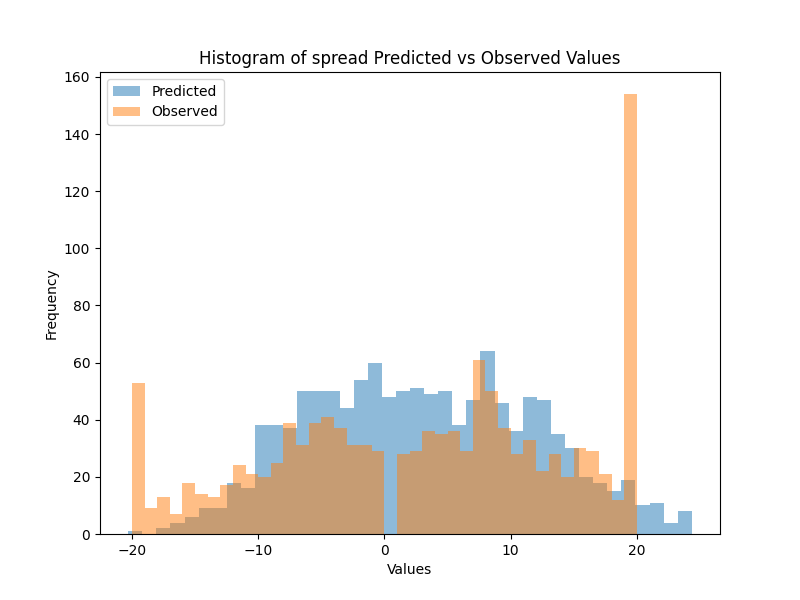 Histogram of spread Predicted vs Observed Values
Predicted
Observed
160
140
120
100
80
60
40
20
0
Frequency
−20
−10
0
10
20
Values